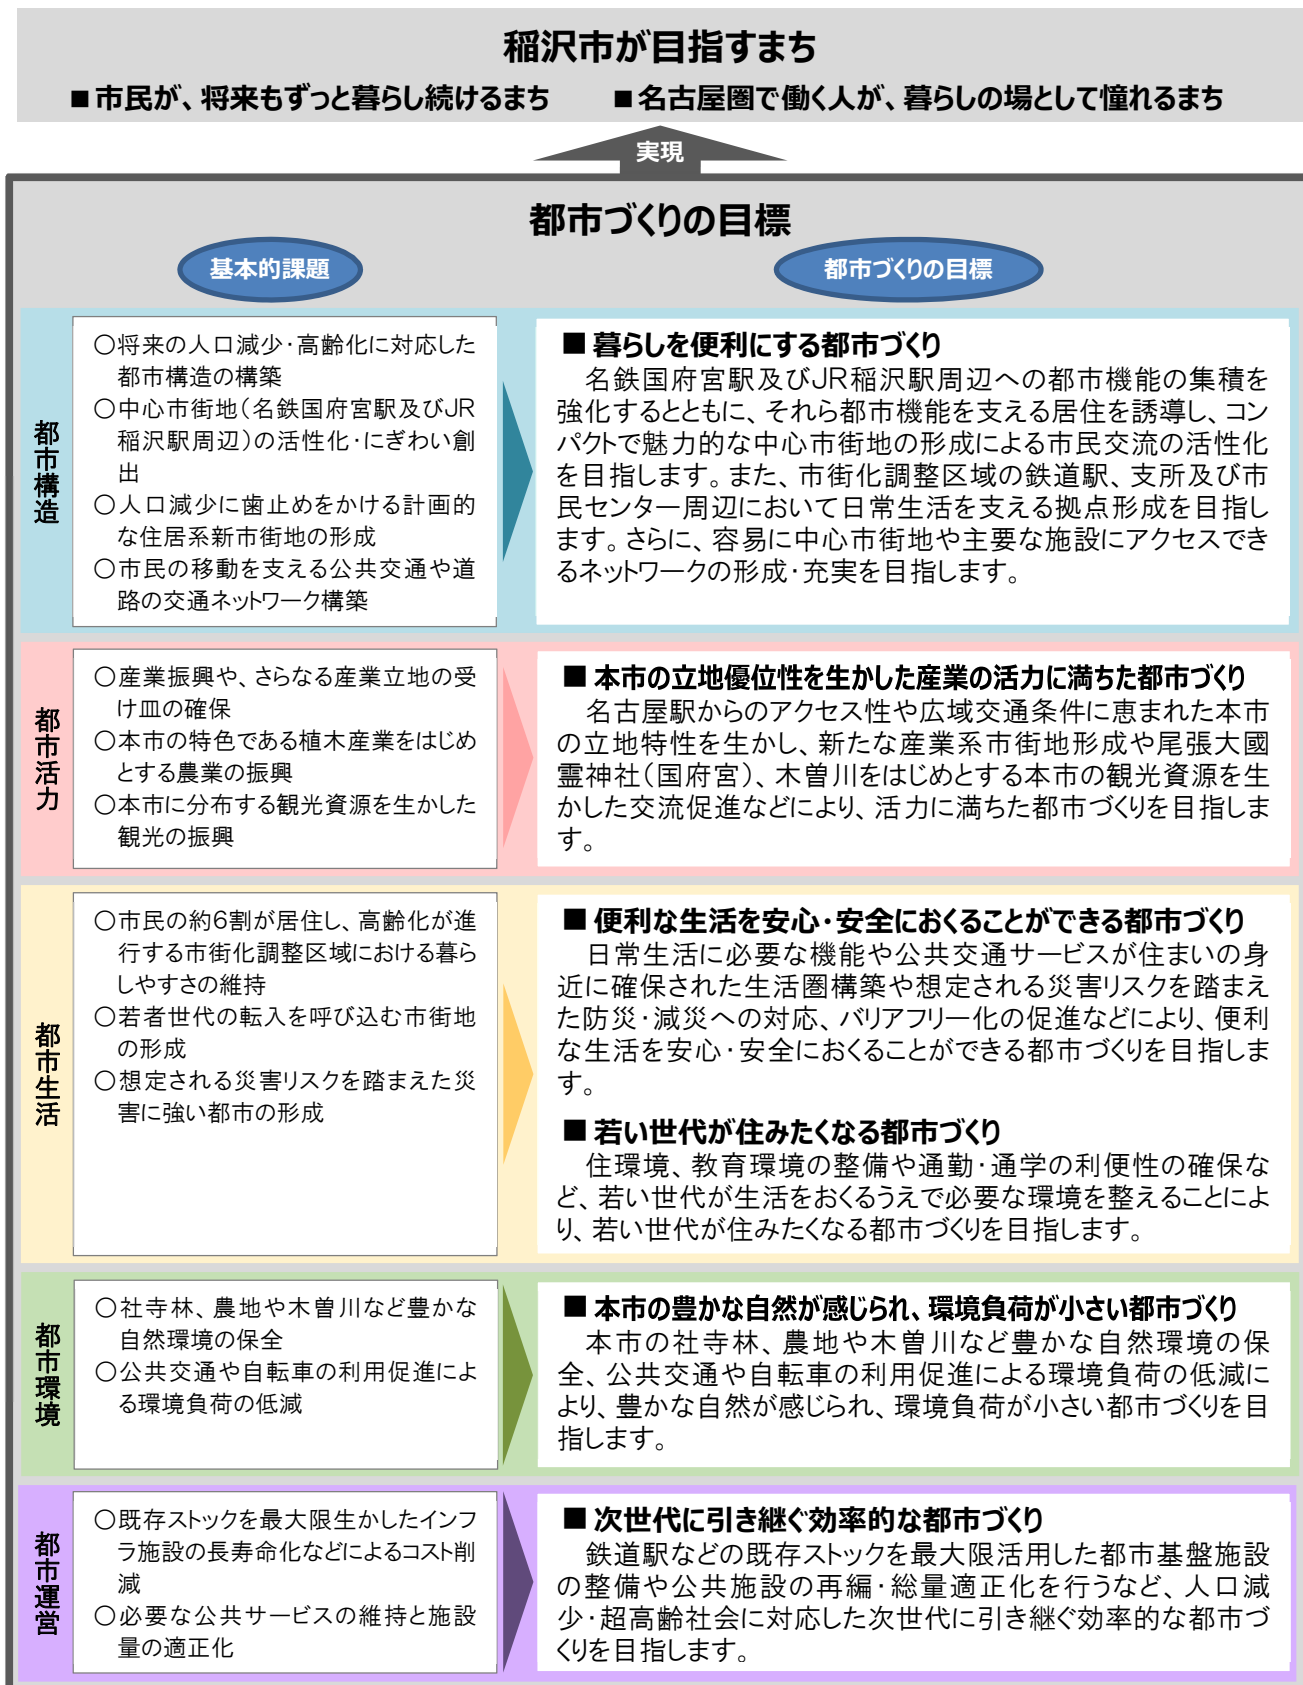 稲沢市が目指すまち
■市民が、将来もずっと暮らし続けるまち ■名古屋圏で働く人が、暮らしの場として憧れるまち
実現
都市づくりの目標
基本的課題
都市づくりの目標
都市構造
○将来の人口減少・高齢化に対応した
都市構造の構築
○中心市街地(名鉄国府宮駅及びJR
稲沢駅周辺)の活性化・にぎわい創
出
○人口減少に歯止めをかける計画的
な住居系新市街地の形成
○市民の移動を支える公共交通や道
路の交通ネットワーク構築
■ 暮らしを便利にする都市づくり
名鉄国府宮駅及びJR稲沢駅周辺への都市機能の集積を
強化するとともに、それら都市機能を支える居住を誘導し、コン
パクトで魅力的な中心市街地の形成による市民交流の活性化
を目指します。また、市街化調整区域の鉄道駅、支所及び市
民センター周辺において日常生活を支える拠点形成を目指し
ます。さらに、容易に中心市街地や主要な施設にアクセスでき
るネットワークの形成・充実を目指します。
都市活力
○産業振興や、さらなる産業立地の受
け皿の確保
○本市の特色である植木産業をはじめ
とする農業の振興
○本市に分布する観光資源を生かした
観光の振興
■ 本市の立地優位性を生かした産業の活力に満ちた都市づくり
名古屋駅からのアクセス性や広域交通条件に恵まれた本市
の立地特性を生かし、新たな産業系市街地形成や尾張大國
霊神社(国府宮)、木曽川をはじめとする本市の観光資源を生
かした交流促進などにより、活力に満ちた都市づくりを目指しま
す。
都市生活
○市民の約6割が居住し、高齢化が進
行する市街化調整区域における暮ら
しやすさの維持
○若者世代の転入を呼び込む市街地
の形成
○想定される災害リスクを踏まえた災
害に強い都市の形成
■ 便利な生活を安心・安全におくることができる都市づくり
日常生活に必要な機能や公共交通サービスが住まいの身
近に確保された生活圏構築や想定される災害リスクを踏まえ
た防災・減災への対応、バリアフリー化の促進などにより、便利
な生活を安心・安全におくることができる都市づくりを目指しま
す。
■ 若い世代が住みたくなる都市づくり
住環境、教育環境の整備や通勤・通学の利便性の確保な
ど、若い世代が生活をおくるうえで必要な環境を整えることによ
り、若い世代が住みたくなる都市づくりを目指します。
都市環境
○社寺林、農地や木曽川など豊かな
自然環境の保全
○公共交通や自転車の利用促進によ
る環境負荷の低減
■ 本市の豊かな自然が感じられ、環境負荷が小さい都市づくり
本市の社寺林、農地や木曽川など豊かな自然環境の保
全、公共交通や自転車の利用促進による環境負荷の低減に
より、豊かな自然が感じられ、環境負荷が小さい都市づくりを目
指します。
都市運営
○既存ストックを最大限生かしたインフ
ラ施設の長寿命化などによるコスト削
減
○必要な公共サービスの維持と施設
量の適正化
■ 次世代に引き継ぐ効率的な都市づくり
鉄道駅などの既存ストックを最大限活用した都市基盤施設
の整備や公共施設の再編・総量適正化を行うなど、人口減
少・超高齢社会に対応した次世代に引き継ぐ効率的な都市づ
くりを目指します。